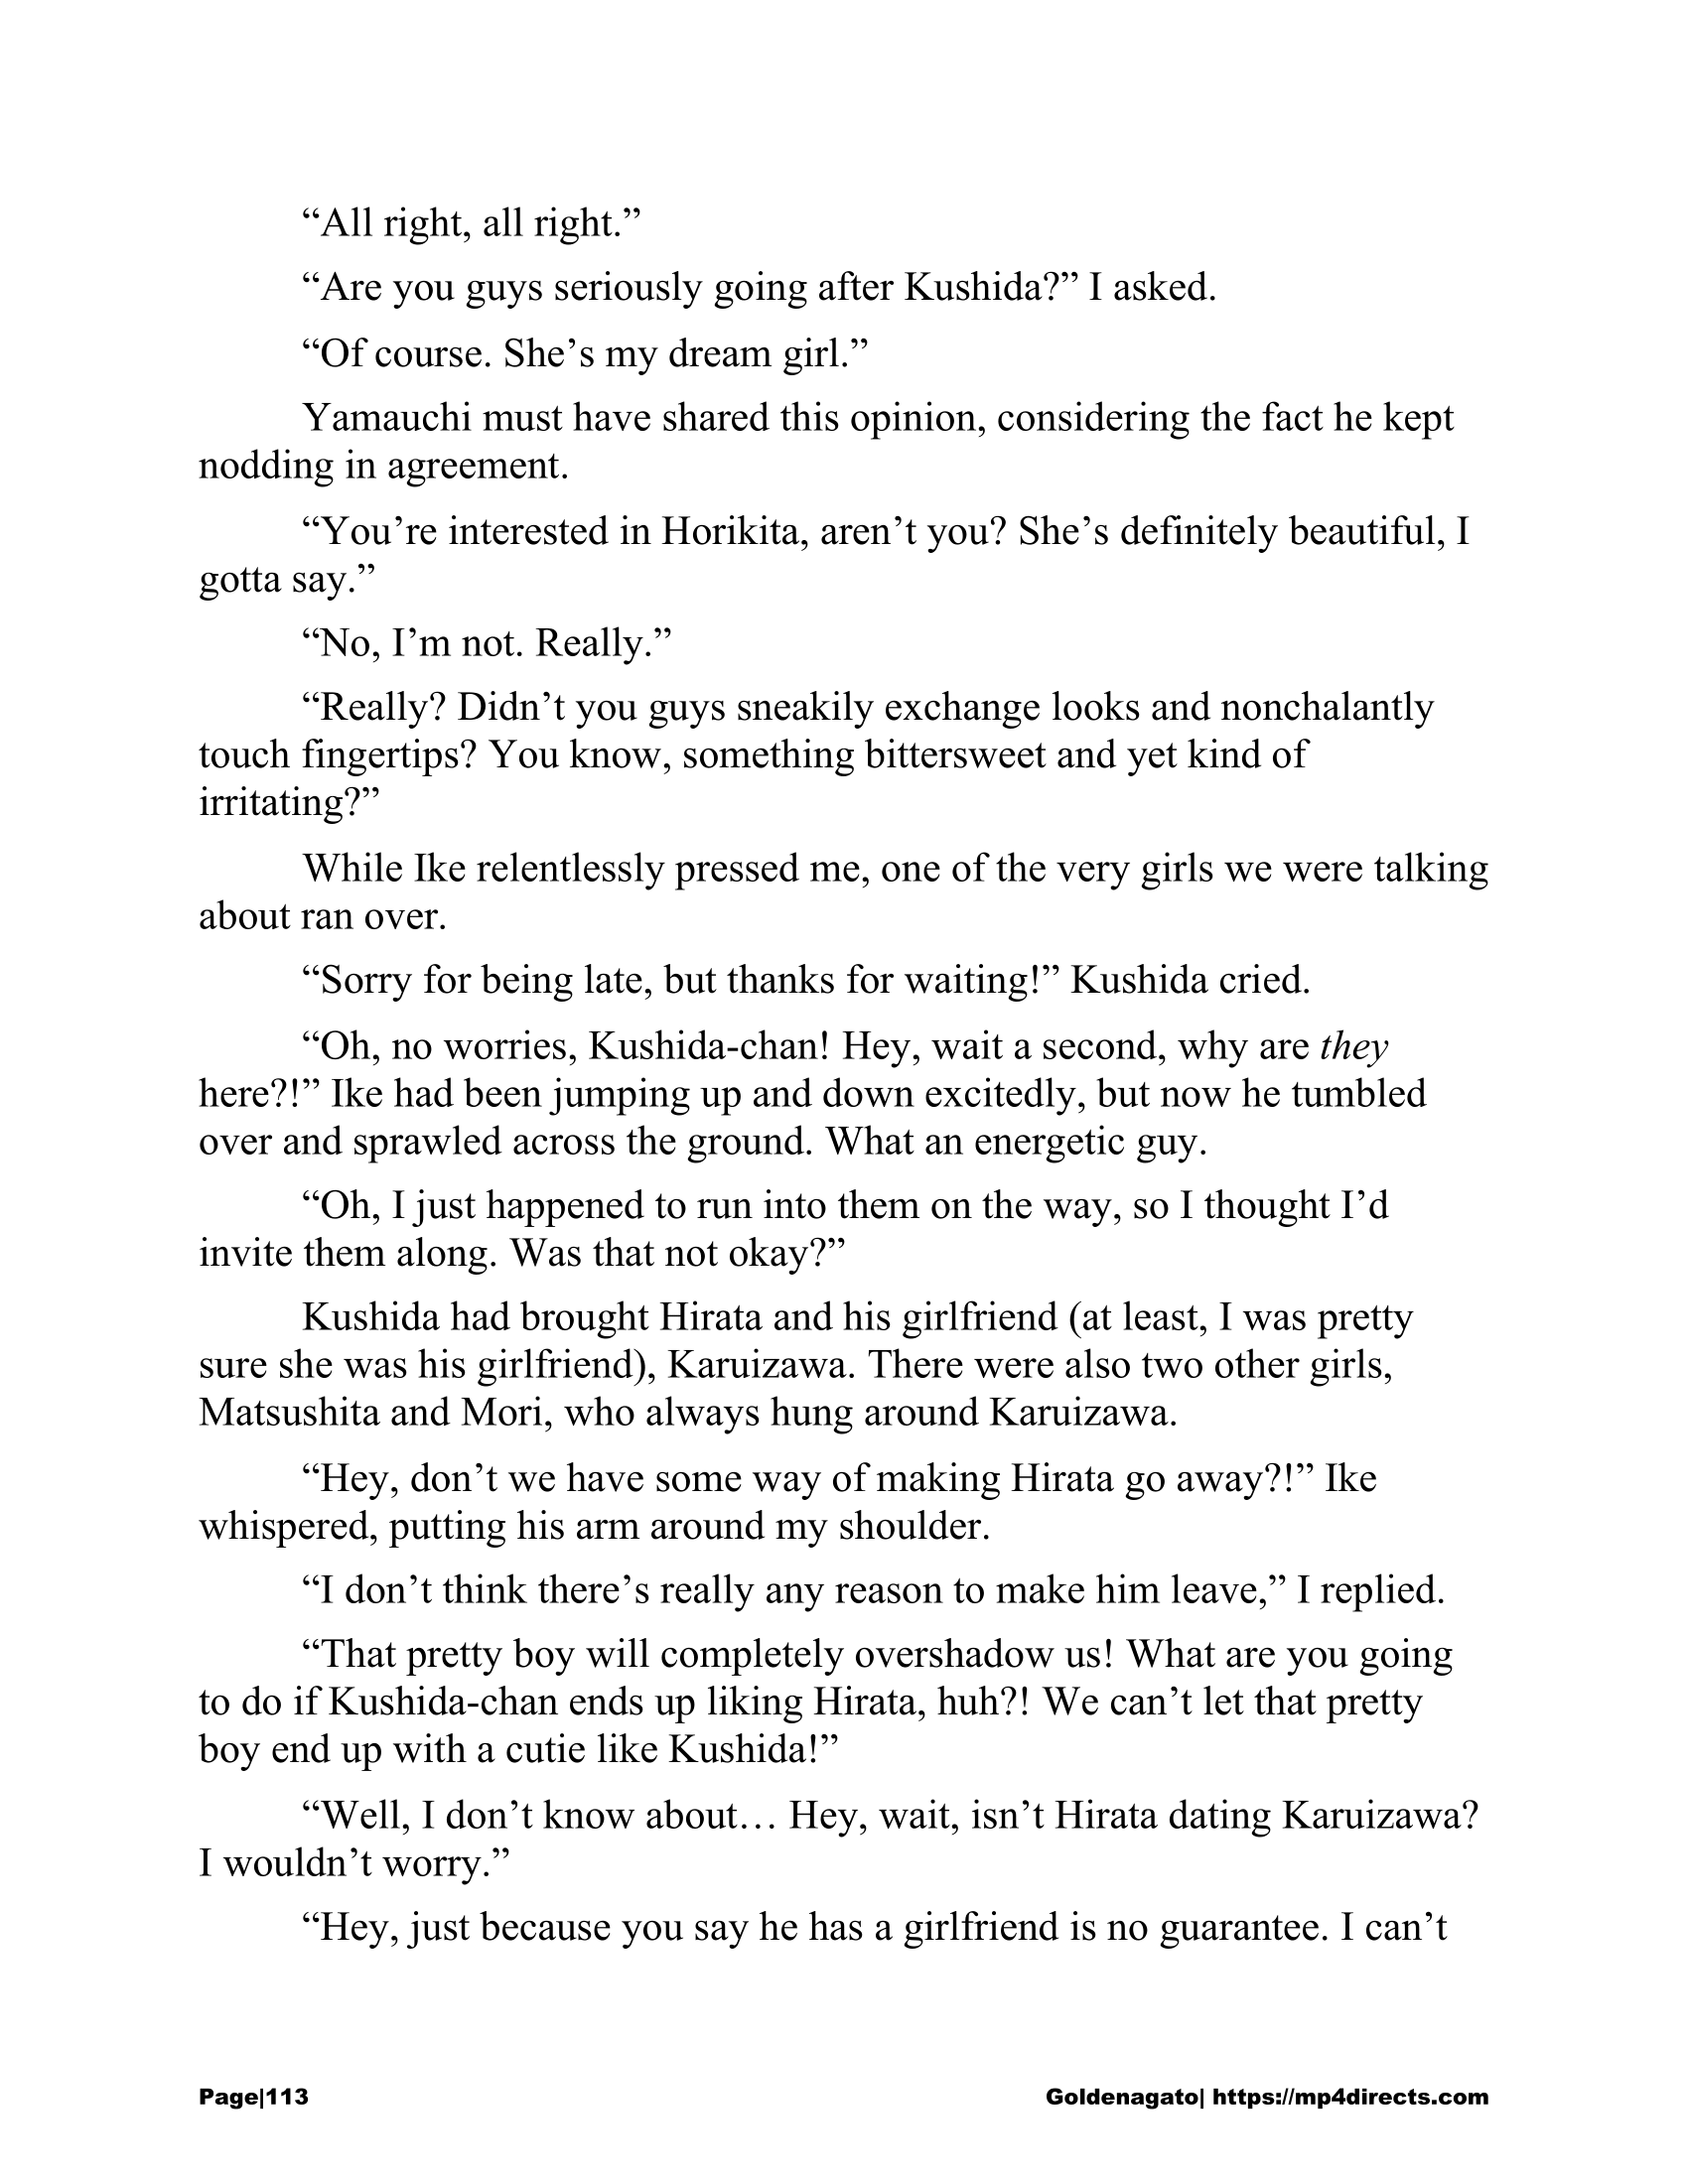 “All right, all right.”
“Are you guys seriously going after Kushida?” I asked.
“Of course. She’s my dream girl.”
Yamauchi must have shared this opinion, considering the fact he kept
nodding in agreement.
“You’re interested in Horikita, aren’t you? She’s definitely beautiful, I
gotta say.”
“No, I’m not. Really.”
“Really? Didn’t you guys sneakily exchange looks and nonchalantly
touch fingertips? You know, something bittersweet and yet kind of
irritating?”
While Ike relentlessly pressed me, one of the very girls we were talking
about ran over.
“Sorry for being late, but thanks for waiting!” Kushida cried.
“Oh, no worries, Kushida-chan! Hey, wait a second, why are they
here?!” Ike had been jumping up and down excitedly, but now he tumbled
over and sprawled across the ground. What an energetic guy.
“Oh, I just happened to run into them on the way, so I thought I’d
invite them along. Was that not okay?”
Kushida had brought Hirata and his girlfriend (at least, I was pretty
sure she was his girlfriend), Karuizawa. There were also two other girls,
Matsushita and Mori, who always hung around Karuizawa.
“Hey, don’t we have some way of making Hirata go away?!” Ike
whispered, putting his arm around my shoulder.
“I don’t think there’s really any reason to make him leave,” I replied.
“That pretty boy will completely overshadow us! What are you going
to do if Kushida-chan ends up liking Hirata, huh?! We can’t let that pretty
boy end up with a cutie like Kushida!”
“Well, I don’t know about… Hey, wait, isn’t Hirata dating Karuizawa?
I wouldn’t worry.”
“Hey, just because you say he has a girlfriend is no guarantee. I can’t
Page|113
Goldenagato| https://mp4directs.com